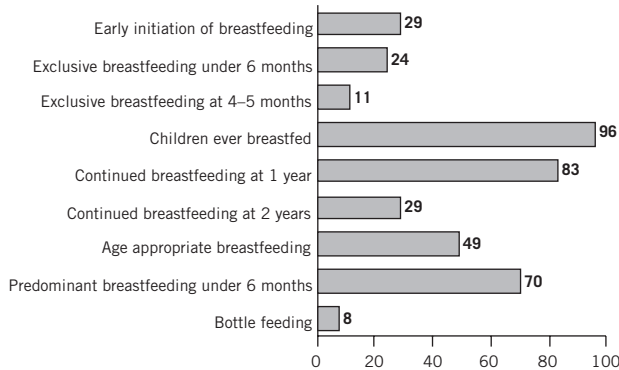 Early initiation of breastfeeding 29
Exclusive breastfeeding under 6 months 24
Exclusive breastfeeding at 4–5 months 11
Children ever breastfed 96
Continued breastfeeding at 1 year 83
Continued breastfeeding at 2 years 29
Age appropriate breastfeeding 49
Predominant breastfeeding under 6 months 70
Bottle feeding 8
0 20 40 60 80 100